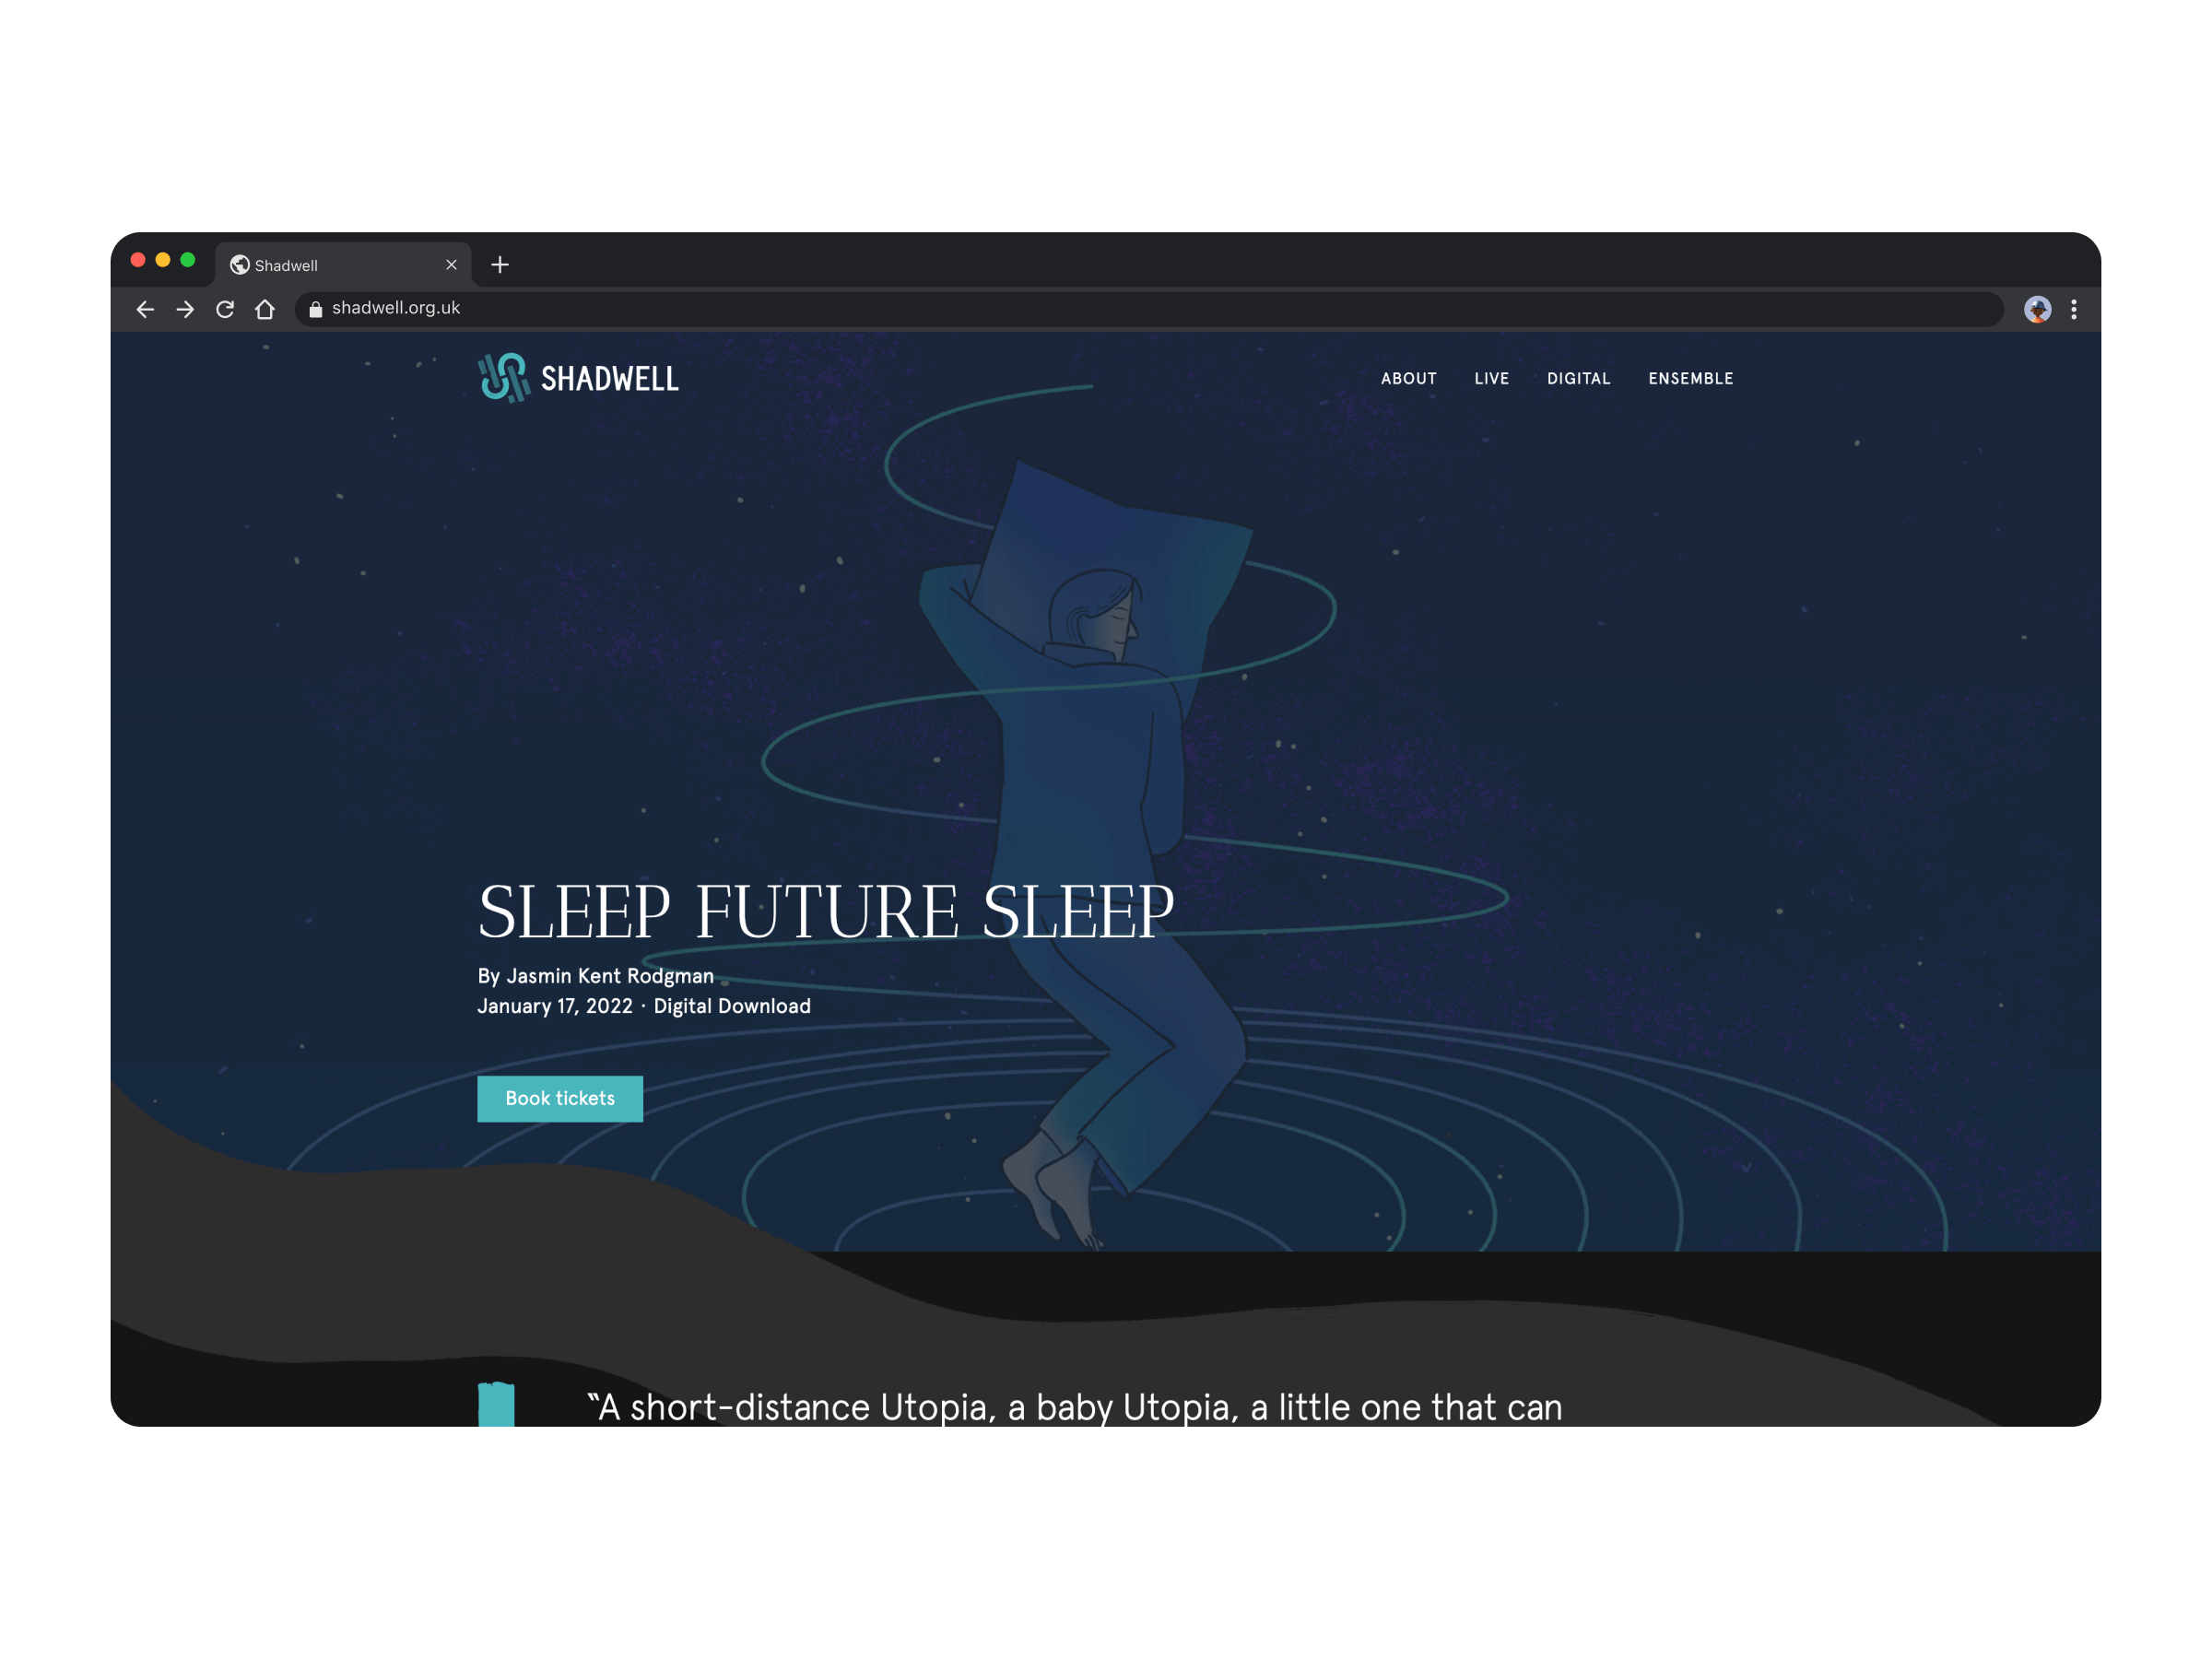 Shadwell
shadwell.org.uk
SHADWELL
ABOUT LIVE DIGITAL ENSEMBLE
SLEEP FUTURE SLEEP
By Jasmin Kent Rodgman
January 17, 2022 · Digital Download
Book tickets
“A short-distance Utopia, a baby Utopia, a little one that can